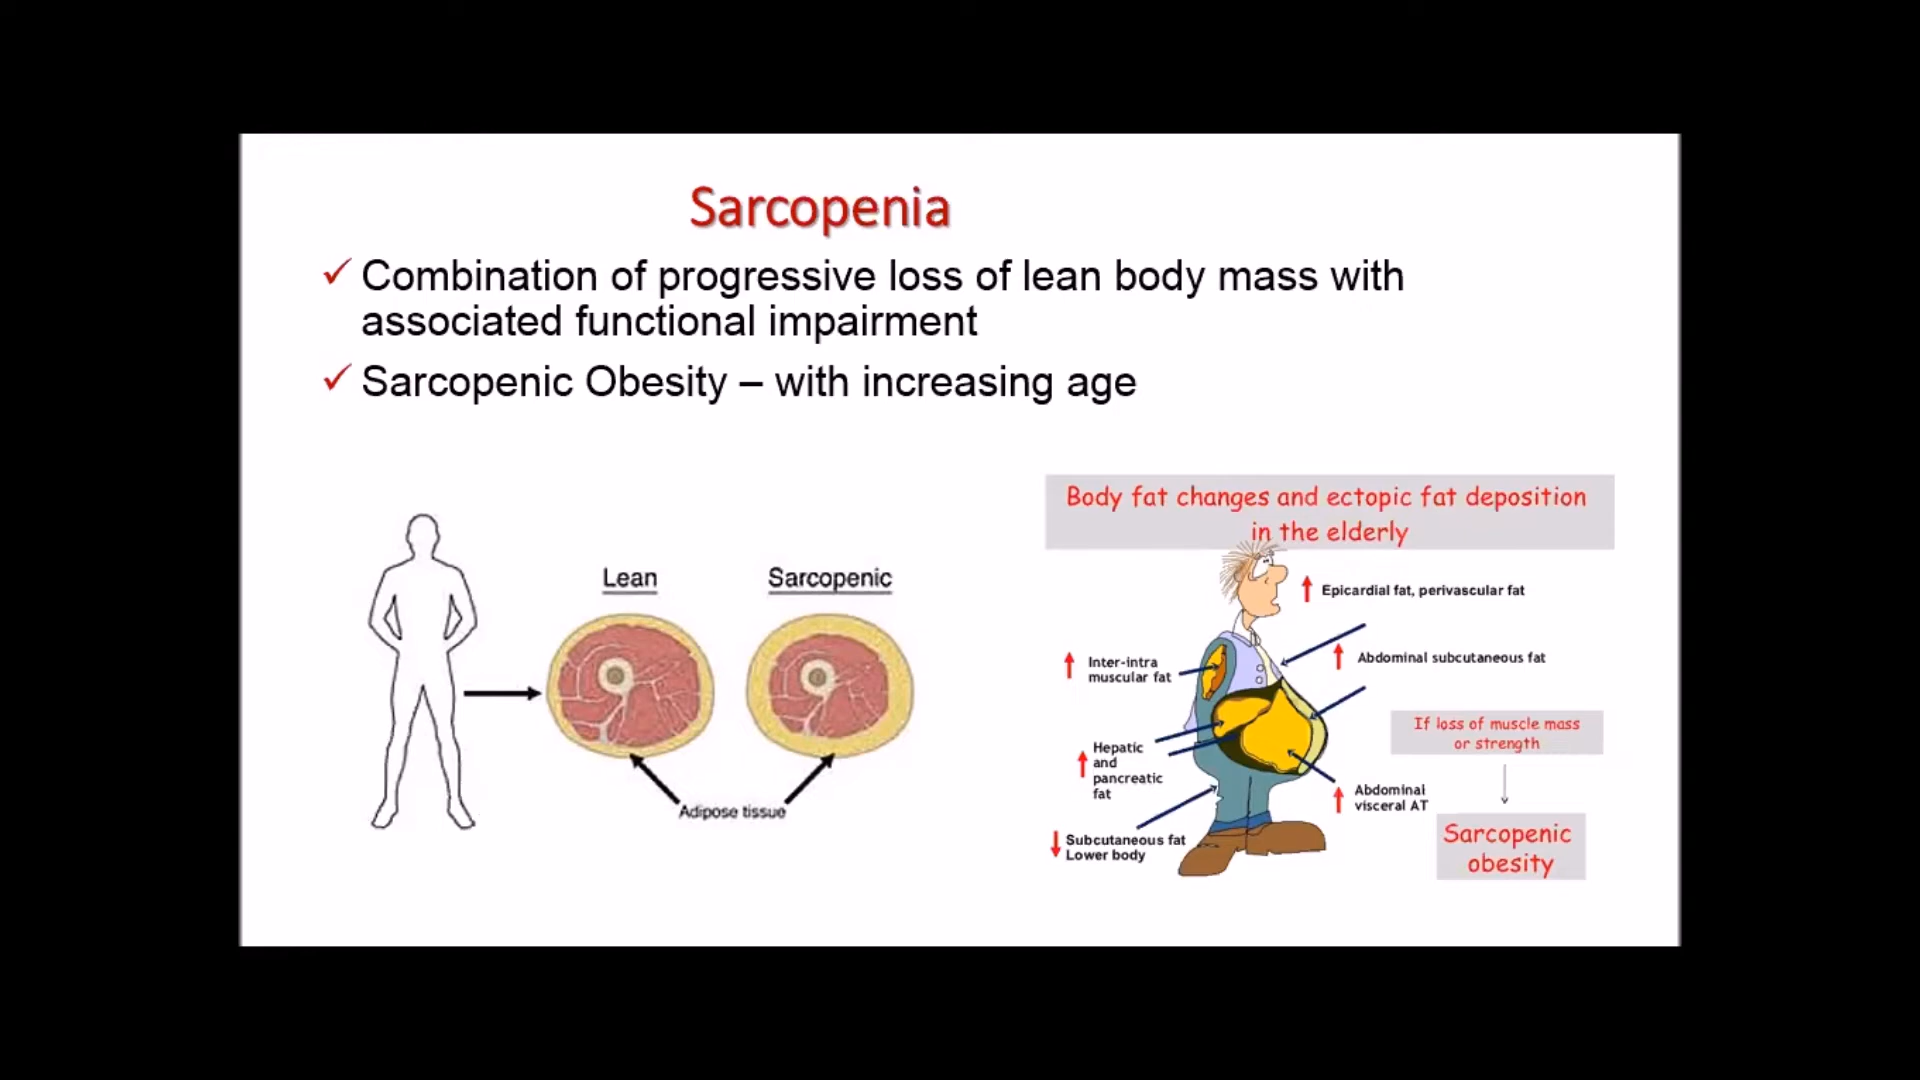 Sarcopenia
✓ Combination of progressive loss of lean body mass with
associated functional impairment
✓ Sarcopenic Obesity – with increasing age
Lean
Sarcopenic
Adipose tissue
Body fat changes and ectopic fat deposition
in the elderly
Epicardial fat, perivascular fat
Abdominal subcutaneous fat
Inter-intra
muscular fat
If loss of muscle mass
or strength
Hepatic
and
pancreatic
fat
Abdominal
visceral AT
Subcutaneous fat
Lower body
Sarcopenic
obesity